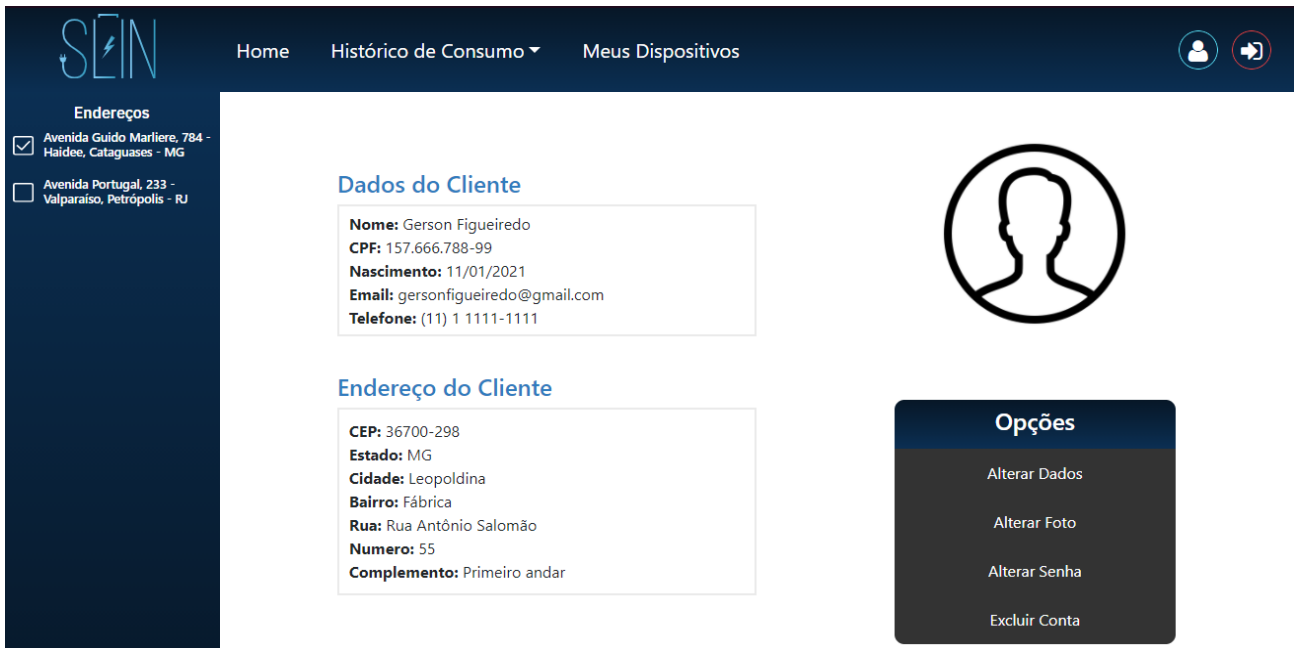 SEIN
Home
Histórico de Consumo
Meus Dispositivos
Endereços
Avenida Guido Marliere, 784 -
Haidee, Cataguases - MG
Avenida Portugal, 233 -
Valparaíso, Petrópolis - RJ
Dados do Cliente
Nome: Gerson Figueiredo
CPF: 157.666.788-99
Nascimento: 11/01/2021
Email: gersonfigueiredo@gmail.com
Telefone: (11) 1 1111-1111
Endereço do Cliente
CEP: 36700-298
Estado: MG
Cidade: Leopoldina
Bairro: Fábrica
Rua: Rua Antônio Salomão
Numero: 55
Complemento: Primeiro andar
Opções
Alterar Dados
Alterar Foto
Alterar Senha
Excluir Conta